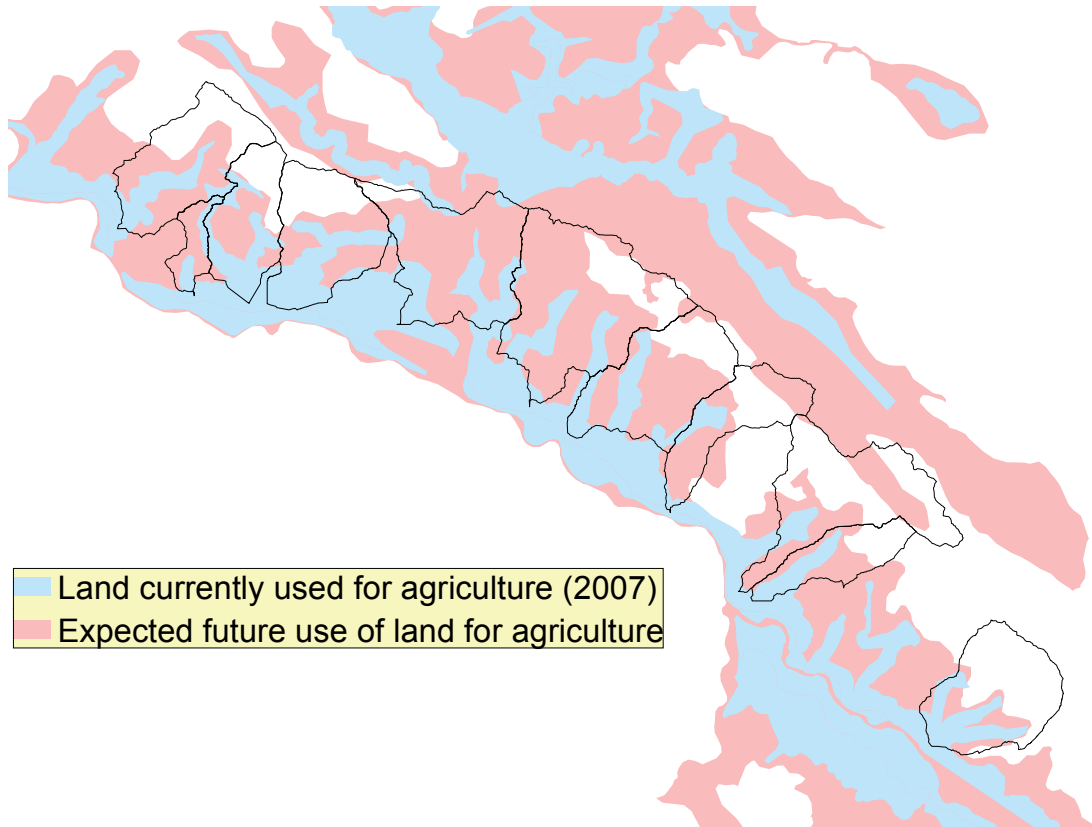 Land currently used for agriculture (2007)
Expected future use of land for agriculture